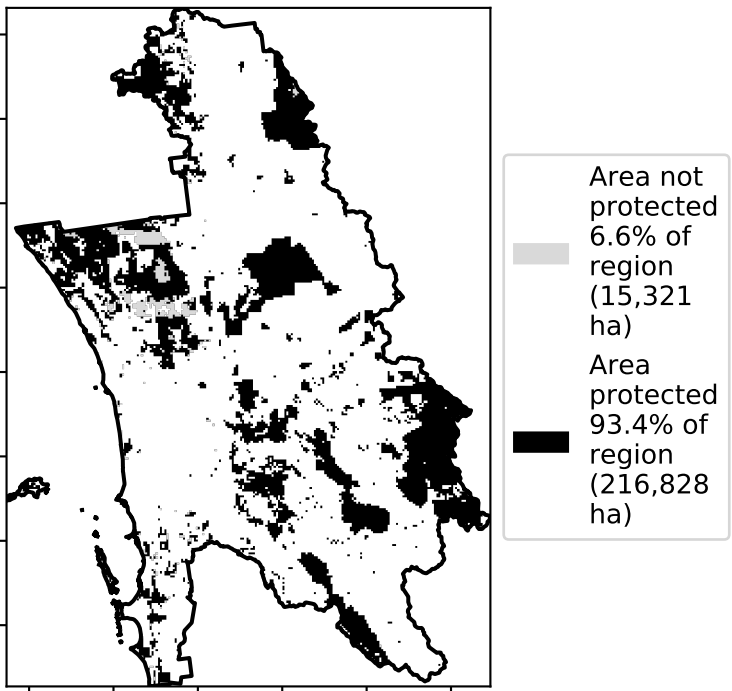 Area not
protected
6.6% of
region
(15,321
ha)
Area
protected
93.4% of
region
(216,828
ha)